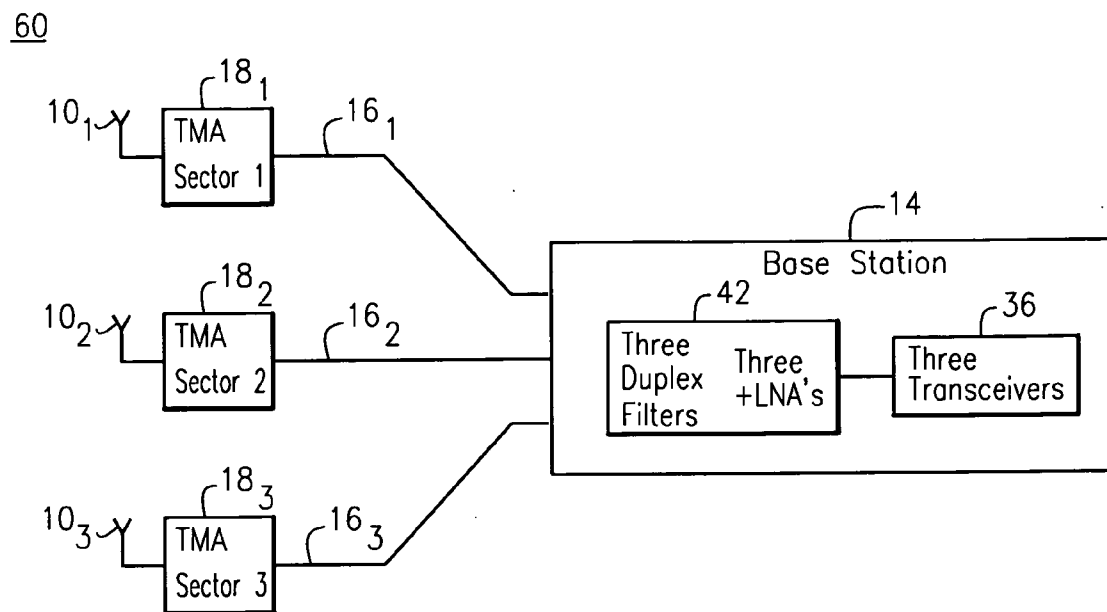 60
18 1
10 1
TMA
Sector 1
16 1
14
Base Station
18 2
10 2
TMA
Sector 2
16 2
42
Three Duplex Filters
Three +LNA's
36
Three Transceivers
18 3
10 3
TMA
Sector 3
16 3